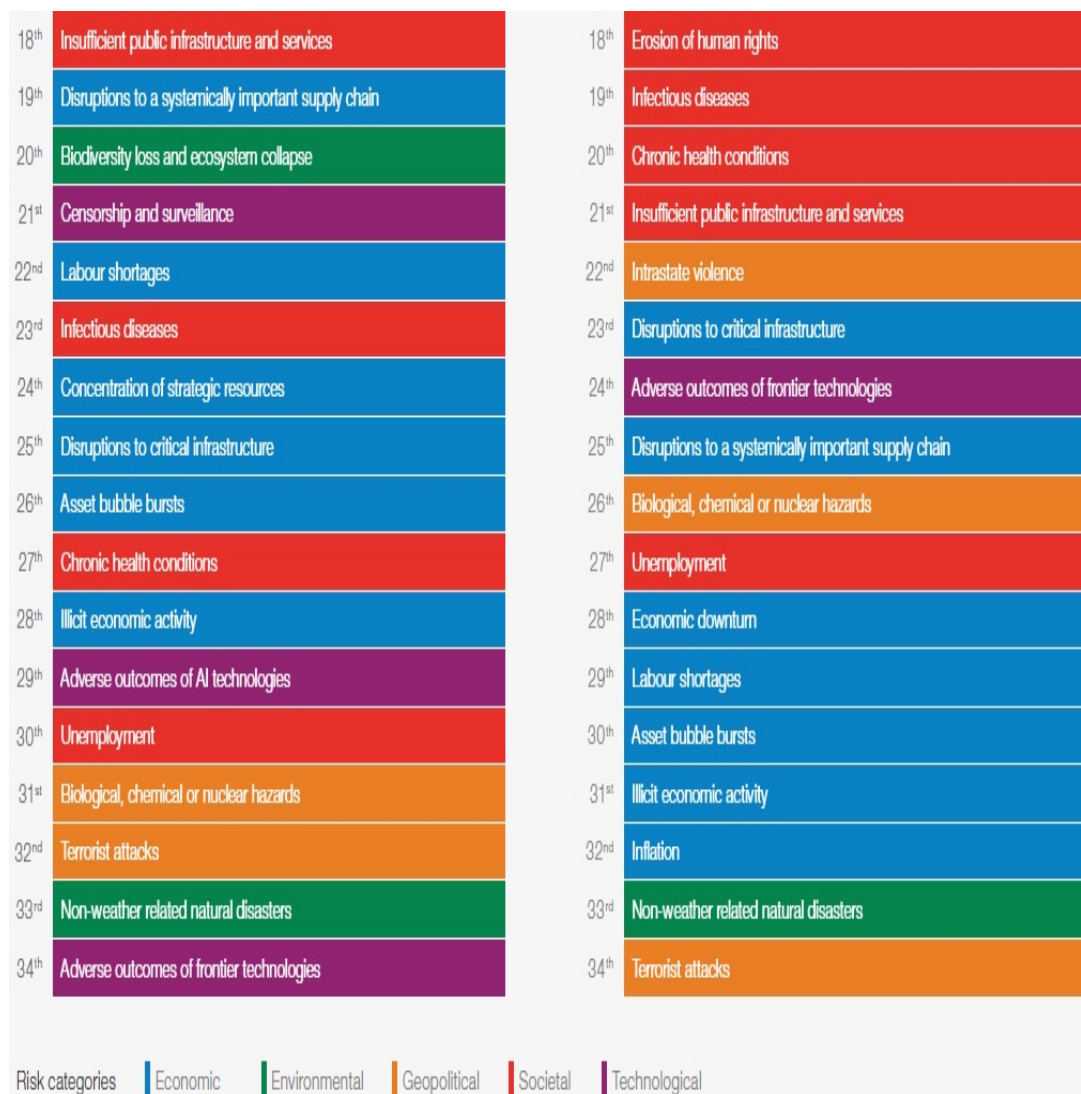 18th Insufficient public infrastructure and services
19th Disruptions to a systemically important supply chain
20th Biodiversity loss and ecosystem collapse
21st Censorship and surveillance
22nd Labour shortages
23rd Infectious diseases
24th Concentration of strategic resources
25th Disruptions to critical infrastructure
26th Asset bubble bursts
27th Chronic health conditions
28th Illicit economic activity
29th Adverse outcomes of AI technologies
30th Unemployment
31st Biological, chemical or nuclear hazards
32nd Terrorist attacks
33rd Non-weather related natural disasters
34th Adverse outcomes of frontier technologies
18th Erosion of human rights
19th Infectious diseases
20th Chronic health conditions
21st Insufficient public infrastructure and services
22nd Intrastate violence
23rd Disruptions to critical infrastructure
24th Adverse outcomes of frontier technologies
25th Disruptions to a systemically important supply chain
26th Biological, chemical or nuclear hazards
27th Unemployment
28th Economic downturn
29th Labour shortages
30th Asset bubble bursts
31st Illicit economic activity
32nd Inflation
33rd Non-weather related natural disasters
34th Terrorist attacks
Risk categories Economic Environmental Geopolitical Societal Technological